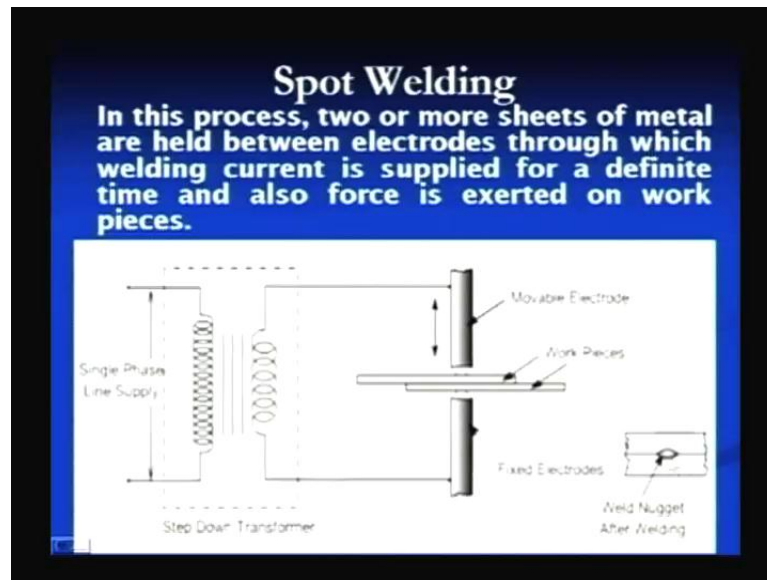 Spot Welding
In this process, two or more sheets of metal
are held between electrodes through which
welding current is supplied for a definite
time and also force is exerted on work
pieces.
Movable Electrode
Work Pieces
Single Phase
Line Supply
Fixed Electrodes
Weld Nugget
After Welding
Step Down Transformer